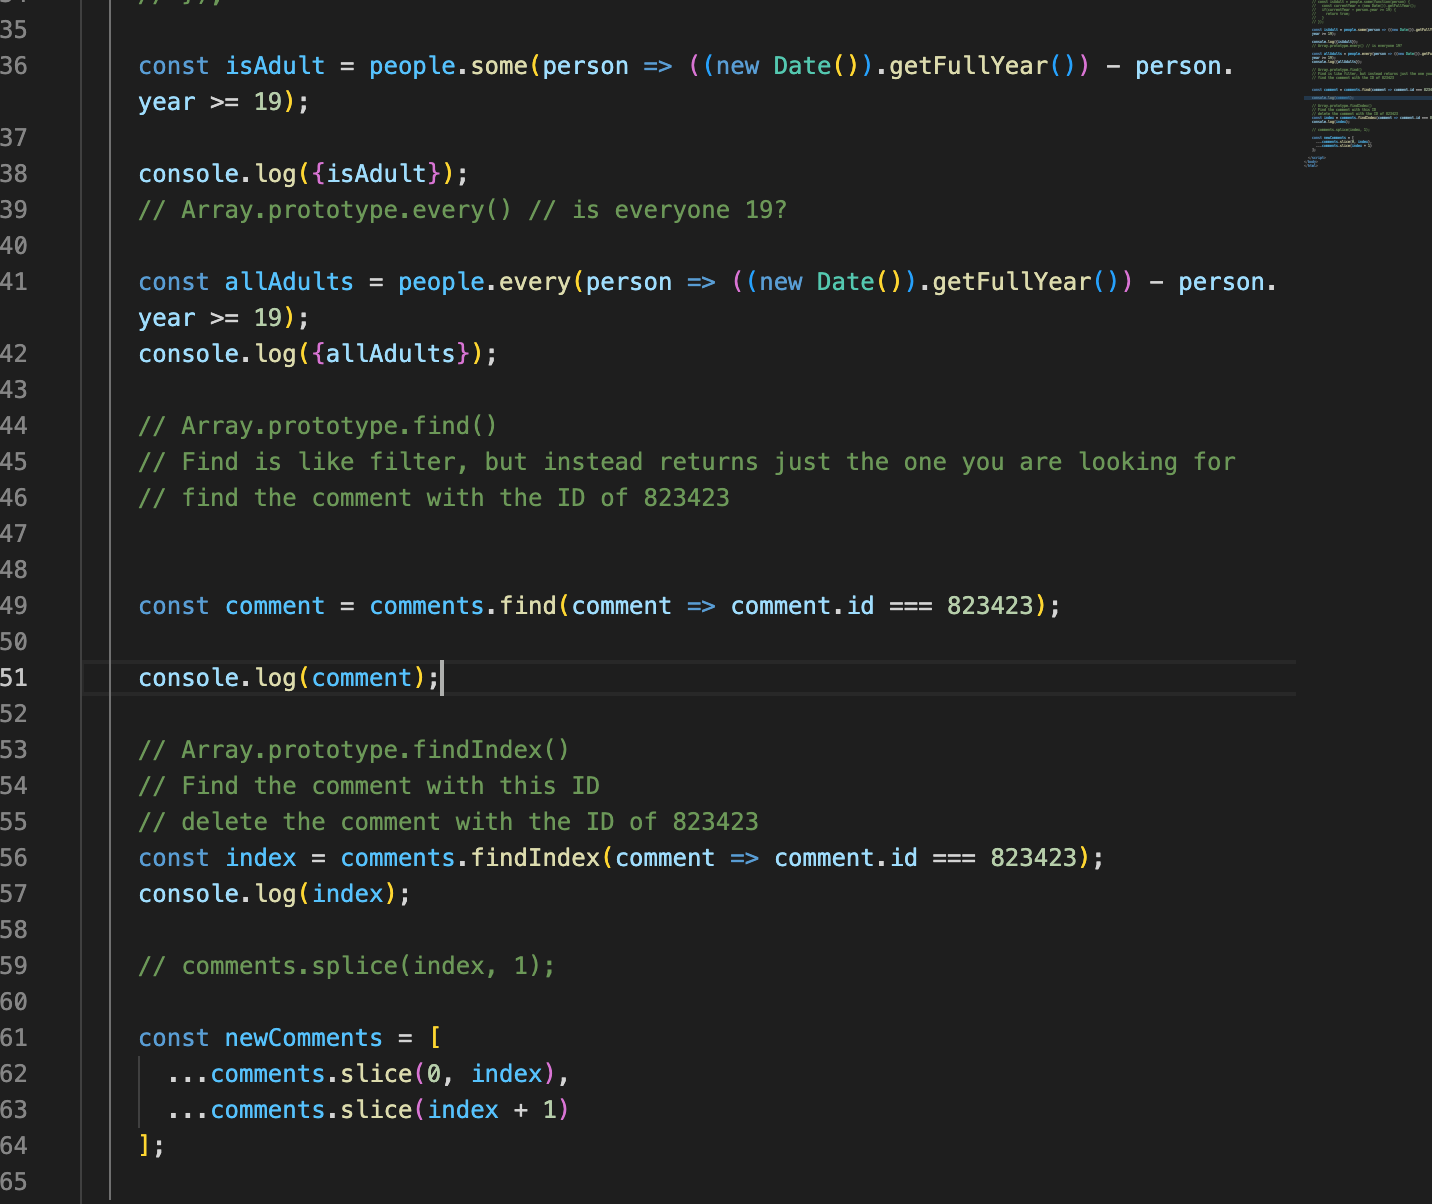 35
36 const isAdult = people.some(person => ((new Date()).getFullYear()) - person.
year >= 19);
37
38 console.log({isAdult});
39 // Array.prototype.every() // is everyone 19?
40
41 const allAdults = people.every(person => ((new Date()).getFullYear()) - person.
year >= 19);
42 console.log({allAdults});
43
44 // Array.prototype.find()
45 // Find is like filter, but instead returns just the one you are looking for
46 // find the comment with the ID of 823423
47
48
49 const comment = comments.find(comment => comment.id === 823423);
50
51 console.log(comment);
52
53 // Array.prototype.findIndex()
54 // Find the comment with this ID
55 // delete the comment with the ID of 823423
56 const index = comments.findIndex(comment => comment.id === 823423);
57 console.log(index);
58
59 // comments.splice(index, 1);
60
61 const newComments = [
62 ...comments.slice(0, index),
63 ...comments.slice(index + 1)
64 ];
65